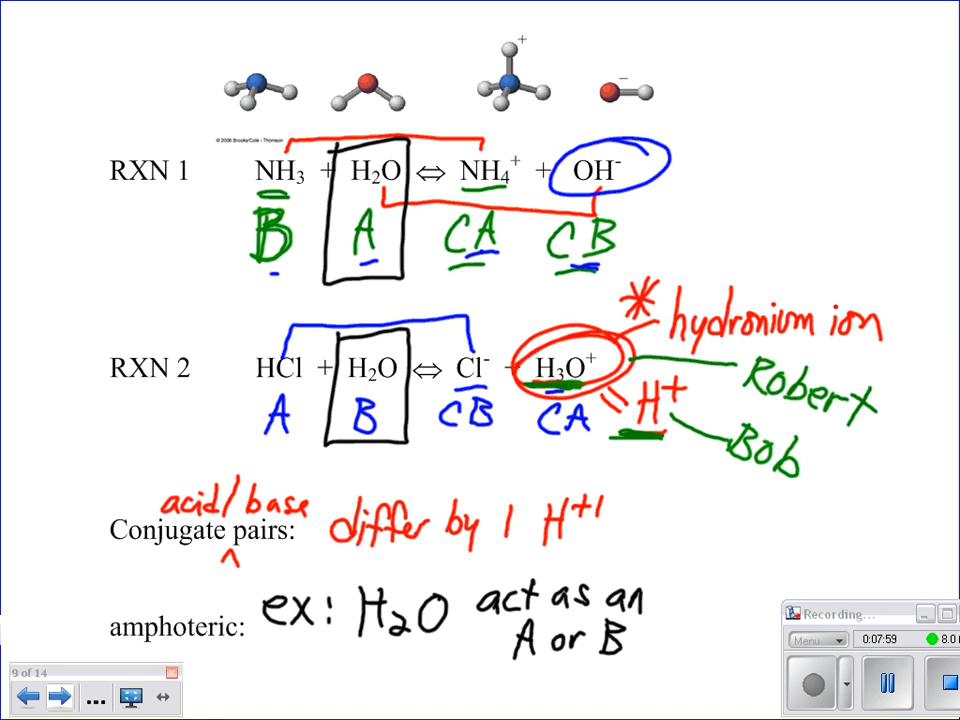 + −
© 2006 Brooks/Cole - Thomson
RXN 1 NH₃ + H₂O ⇔ NH₄⁺ + OH⁻
B A CA CB
* hydronium ion
RXN 2 HCl + H₂O ⇔ Cl⁻ + H₃O⁺
Robert
A B CB CA = H⁺
Bob
acid/base
Conjugate ^ pairs: differ by 1 H⁺¹
amphoteric: ex: H₂O act as an
A or B
Recording...
Menu 0:07:59 8.0
9 of 14
...